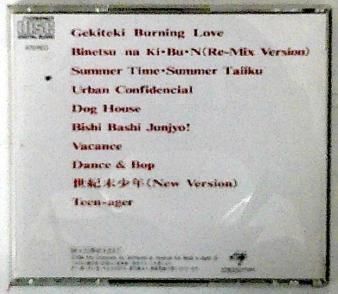 Gekiteki Burning Love
Binetsu na Ki・Bu・N(Re-Mix Version)
Summer Time・Summer Taiiku
Urban Confidencial
Dog House
Bishi Bashi Junjyo!
Vacance
Dance & Bop
世紀末少年(New Version)
Teen-ager